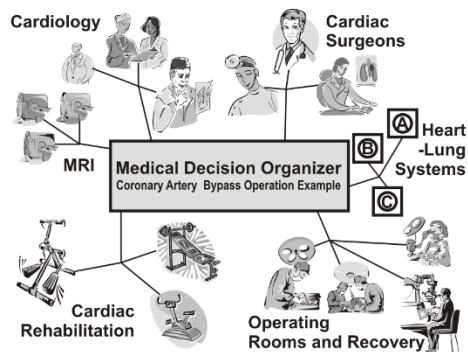 Cardiology
Cardiac
Surgeons
A
B
C
Heart
-Lung
Systems
MRI
Medical Decision Organizer
Coronary Artery Bypass Operation Example
Cardiac
Rehabilitation
Operating
Rooms and Recovery